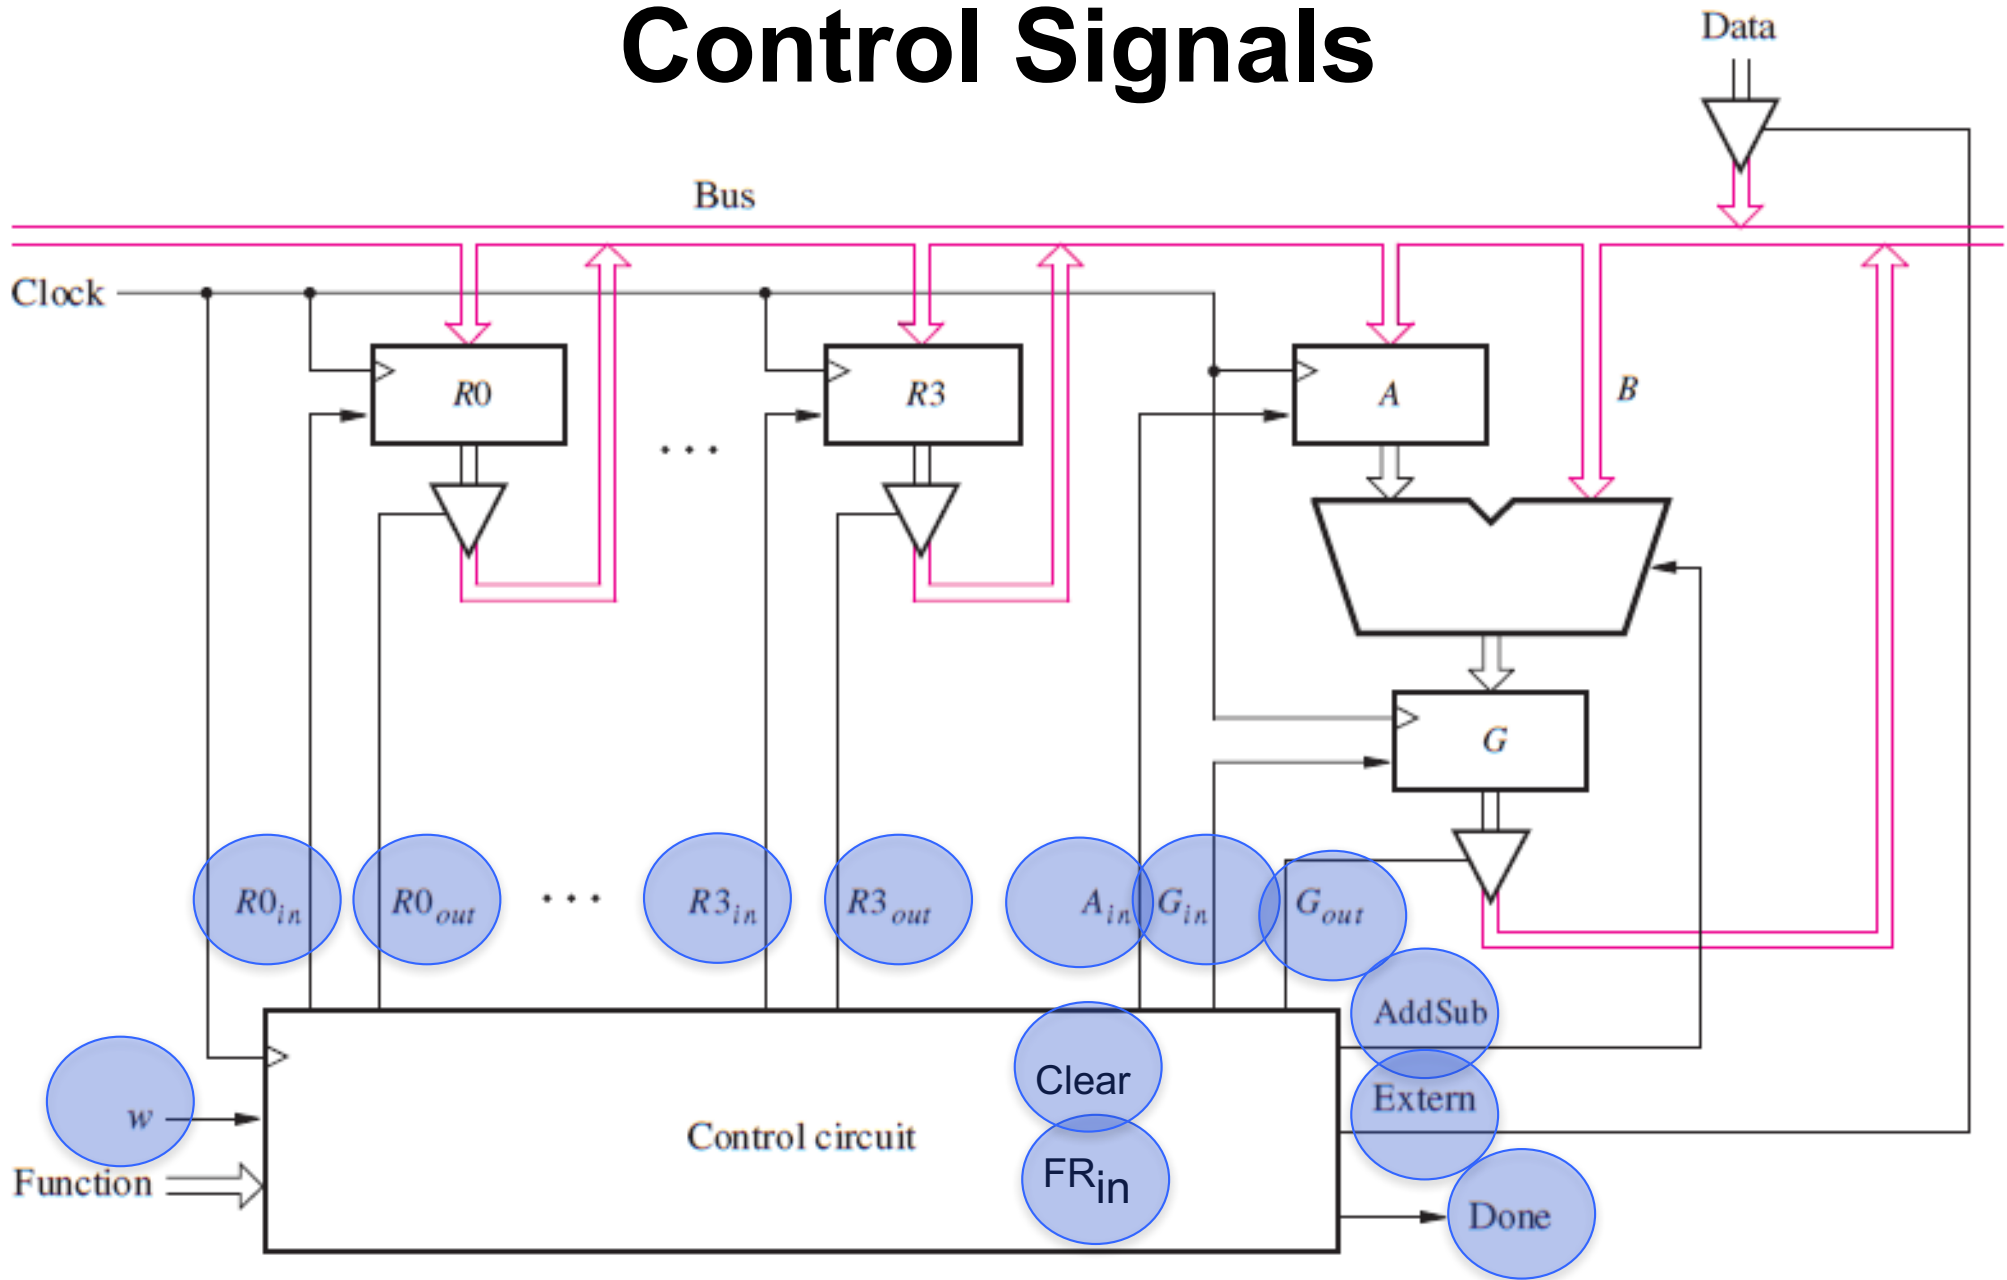 Control Signals
Data
Bus
Clock
R0
R3
A
B
G
...
R0in
R0out
...
R3in
R3out
Ain
Gin
Gout
AddSub
Clear
Extern
w
Control circuit
FRin
Function
Done